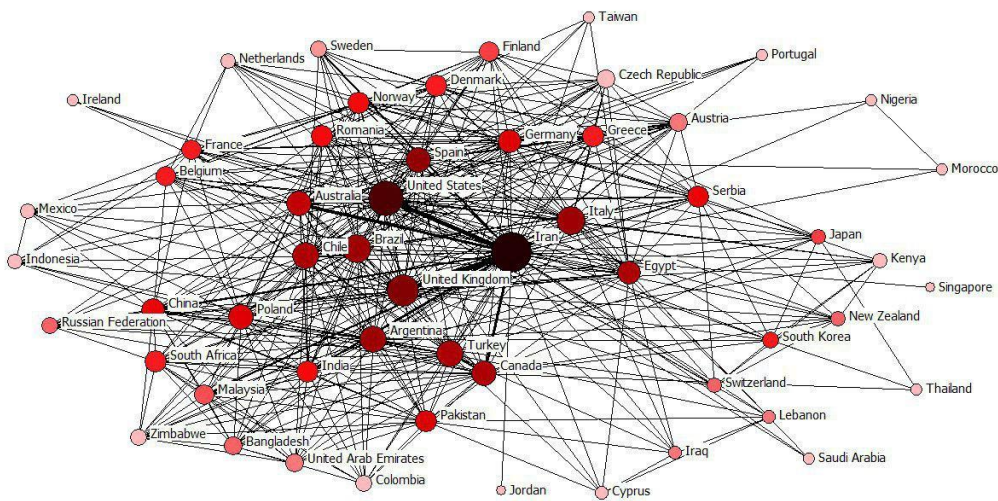 Taiwan
Sweden
Finland
Netherlands
Portugal
Czech Republic
Denmark
Ireland
Norway
Nigeria
Romania
Germany
Greece
Austria
France
Spain
Belgium
Morocco
United States
Australia
Serbia
Mexico
Italy
Iran
Japan
Brazil
Chile
Indonesia
Kenya
Egypt
United Kingdom
Singapore
China
Poland
Russian Federation
New Zealand
Argentina
South Korea
Turkey
South Africa
India
Canada
Switzerland
Thailand
Malaysia
Pakistan
Lebanon
Zimbabwe
Bangladesh
Iraq
United Arab Emirates
Saudi Arabia
Colombia
Jordan
Cyprus